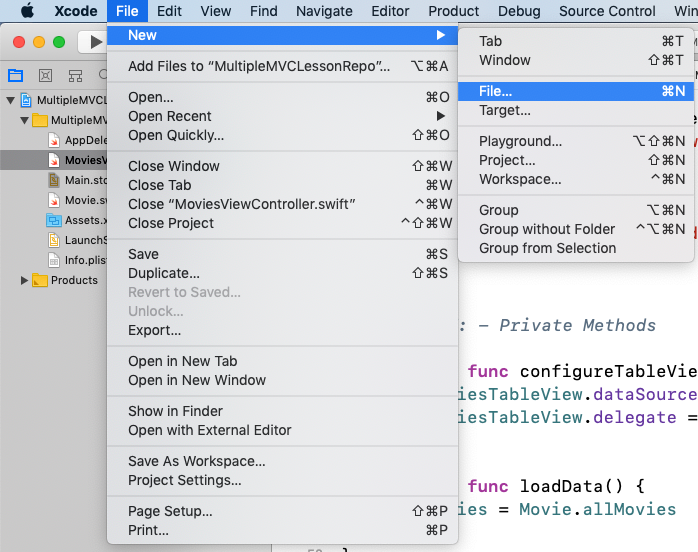 Xcode File Edit View Find Navigate Editor Product Debug Source Control
New
Add Files to “MultipleMVCLessonRepo”... ⌥⌘A
Open... ⌘O
Open Recent
Open Quickly... ⇧⌘O
Close Window ⇧⌘W
Close Tab ⌘W
Close “MoviesViewController.swift” ^⌘W
Close Project ^⇧⌘W
Save ⌘S
Duplicate... ⇧⌘S
Revert to Saved...
Unlock...
Export...
Open in New Tab
Open in New Window
Show in Finder
Open with External Editor
Save As Workspace...
Project Settings...
Page Setup... ⇧⌘P
Print... ⌘P
Tab ⌘T
Window ⇧⌘T
File... ⌘N
Target...
Playground... ⌥⇧⌘N
Project... ⇧⌘N
Workspace... ^⌘N
Group ⌥⌘N
Group without Folder ^⌥⌘N
Group from Selection
MultipleMVCL
MultipleMV
AppDele
MoviesV
Main.sto
Movie.sw
Assets.x
LaunchS
Info.plis
Products
: - Private Methods
func configureTableVie
iesTableView.dataSource
iesTableView.delegate =
func loadData() {
ies = Movie.allMovies
}